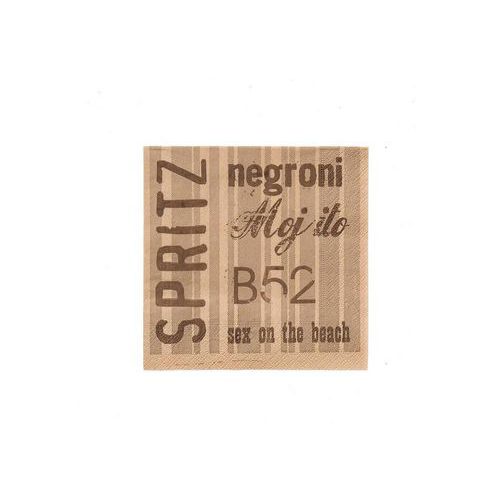 SPRITZ
negroni
Mojito
B52
sex on the beach